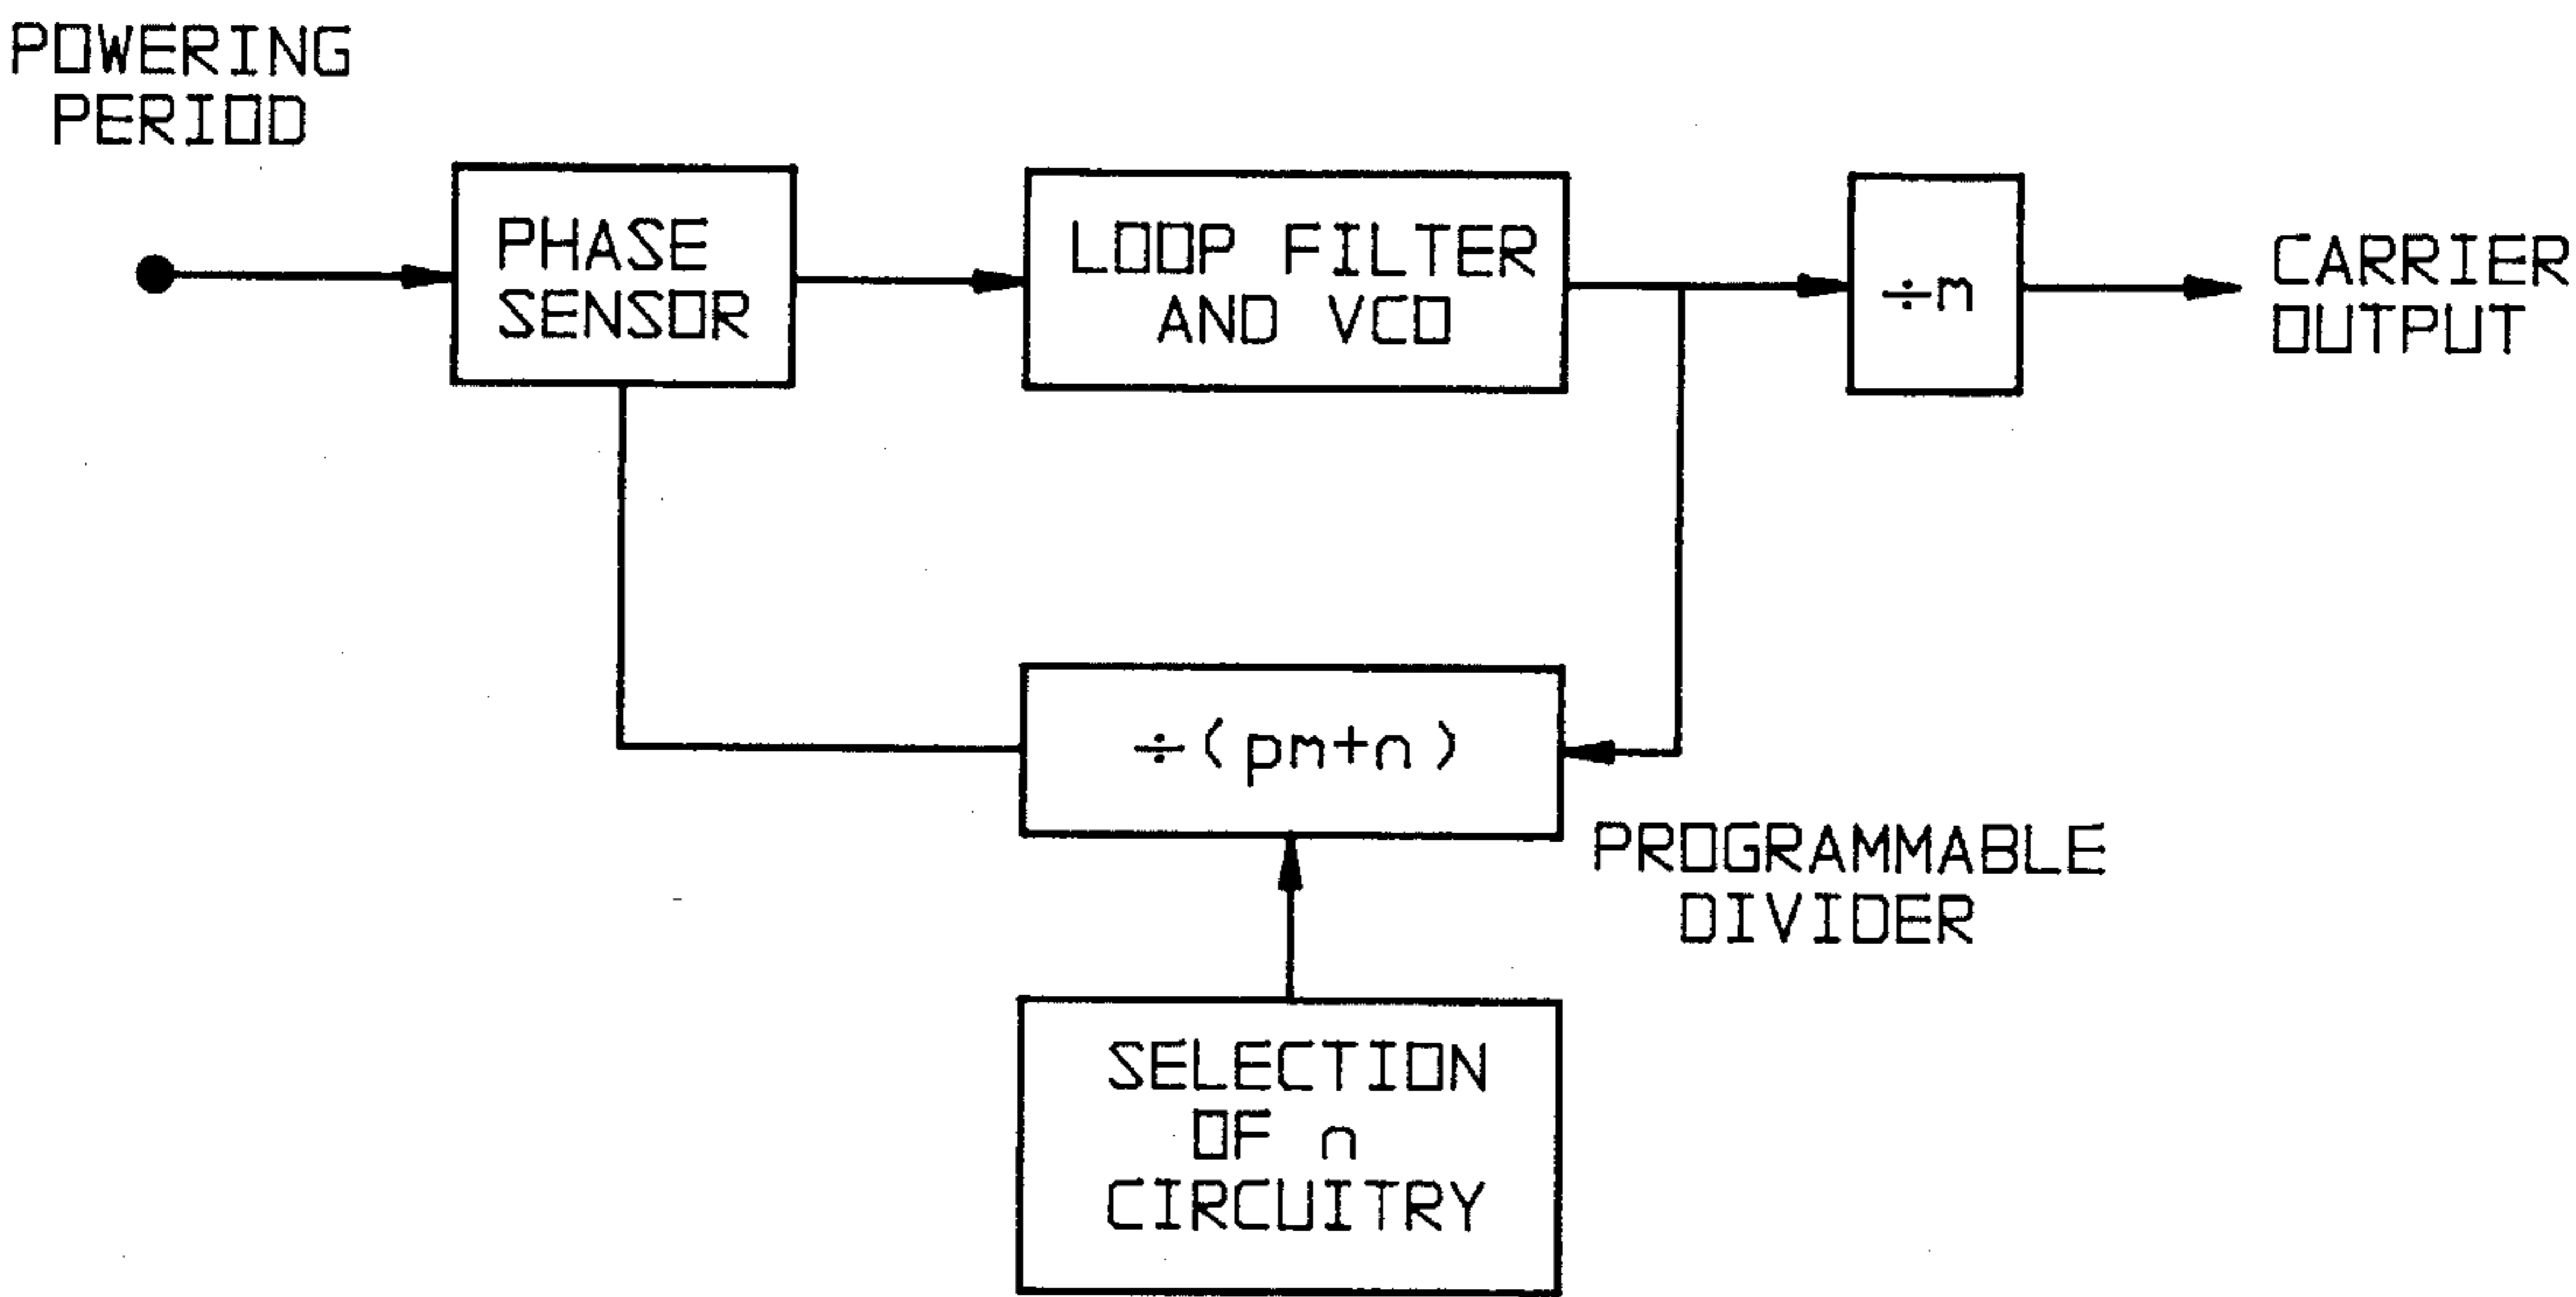 POWERING
PERIOD
PHASE
SENSOR
LOOP FILTER
AND VCO
÷m
CARRIER
OUTPUT
÷(pm+n)
PROGRAMMABLE
DIVIDER
SELECTION
OF n
CIRCUITRY